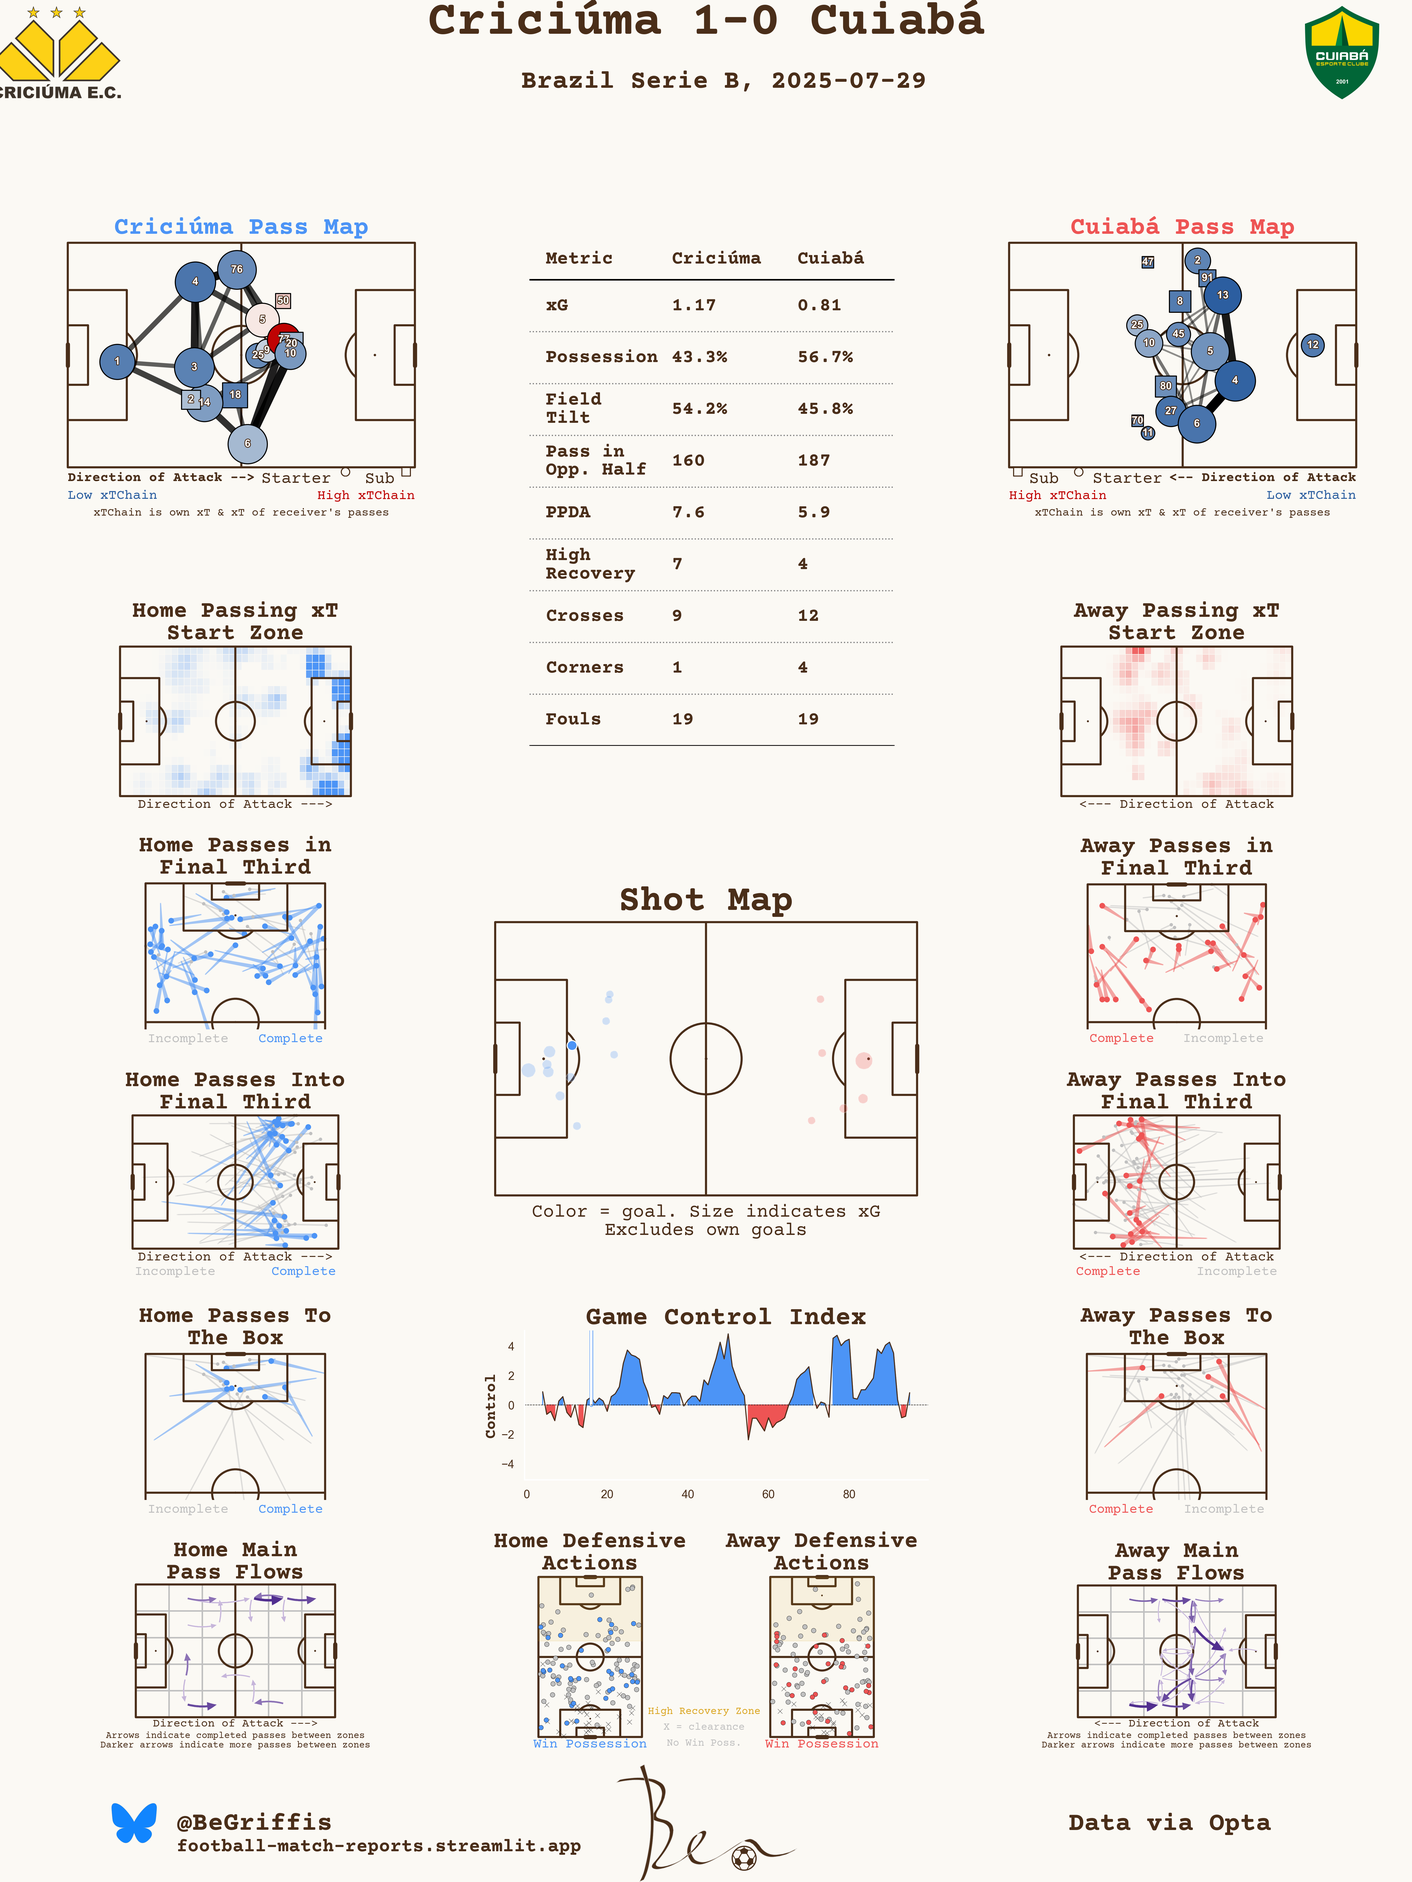 Criciúma 1-0 Cuiabá
Brazil Serie B, 2025-07-29
CRICIÚMA E.C.
CUIABÁ
ESPORTE CLUBE
2001
Criciúma Pass Map
4
76
50
5
77
20
25
9
10
1
3
2
14
18
6
Direction of Attack --> Starter Sub
Low xTChain High xTChain
xTChain is own xT & xT of receiver's passes
Metric Criciúma Cuiabá
xG 1.17 0.81
Possession 43.3% 56.7%
Field
Tilt 54.2% 45.8%
Pass in
Opp. Half 160 187
PPDA 7.6 5.9
High
Recovery 7 4
Crosses 9 12
Corners 1 4
Fouls 19 19
Cuiabá Pass Map
47
2
91
13
8
25
10
45
5
12
4
80
27
70
11
6
Sub Starter <-- Direction of Attack
High xTChain Low xTChain
xTChain is own xT & xT of receiver's passes
Home Passing xT
Start Zone
Direction of Attack --->
Away Passing xT
Start Zone
<--- Direction of Attack
Home Passes in
Final Third
Incomplete Complete
Away Passes in
Final Third
Complete Incomplete
Shot Map
Color = goal. Size indicates xG
Excludes own goals
Home Passes Into
Final Third
Direction of Attack --->
Incomplete Complete
Away Passes Into
Final Third
<--- Direction of Attack
Complete Incomplete
Home Passes To
The Box
Incomplete Complete
Game Control Index
Control
4
2
0
−2
−4
0 20 40 60 80
Away Passes To
The Box
Complete Incomplete
Home Main
Pass Flows
Direction of Attack --->
Arrows indicate completed passes between zones
Darker arrows indicate more passes between zones
Home Defensive
Actions
Win Possession
Away Defensive
Actions
Win Possession
High Recovery Zone
X = clearance
No Win Poss.
Away Main
Pass Flows
<--- Direction of Attack
Arrows indicate completed passes between zones
Darker arrows indicate more passes between zones
@BeGriffis
football-match-reports.streamlit.app
Ben
Data via Opta